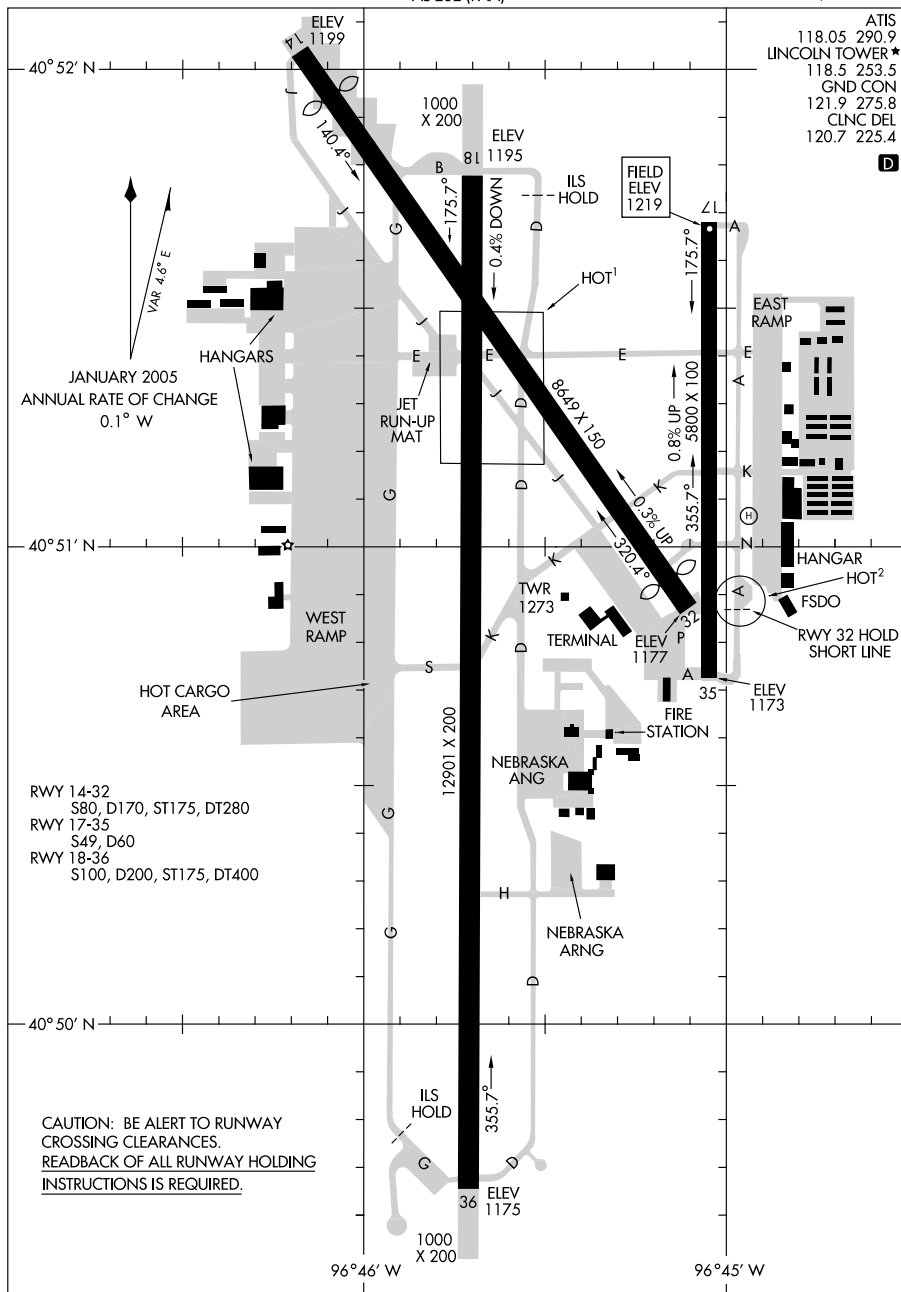 ATIS
118.05 290.9
LINCOLN TOWER★
118.5 253.5
GND CON
121.9 275.8
CLNC DEL
120.7 225.4
D
ELEV
1199
14
40°52' N
J
140.4°
1000
X 200
ELEV
1195
18
B
175.7°
0.4% DOWN
ILS
HOLD
FIELD
ELEV
1219
17
A
175.7°
G
D
J
VAR 4.6° E
HOT¹
EAST
RAMP
HANGARS
J
E
E
E
E
JANUARY 2005
ANNUAL RATE OF CHANGE
0.1° W
JET
RUN-UP
MAT
J
D
8649 X 150
0.8% UP
5800 X 100
A
G
D
J
K
K
0.3% UP
320.4°
355.7°
H
N
40°51' N
K
HANGAR
HOT²
FSDO
A
TWR
1273
TERMINAL
32
P
ELEV
1177
RWY 32 HOLD
SHORT LINE
WEST
RAMP
K
D
S
A
35
ELEV
1173
HOT CARGO
AREA
FIRE
STATION
12901 X 200
NEBRASKA
ANG
RWY 14-32
S80, D170, ST175, DT280
RWY 17-35
S49, D60
RWY 18-36
S100, D200, ST175, DT400
G
H
G
NEBRASKA
ARNG
D
40°50' N
355.7°
ILS
HOLD
CAUTION: BE ALERT TO RUNWAY
CROSSING CLEARANCES.
READBACK OF ALL RUNWAY HOLDING
INSTRUCTIONS IS REQUIRED.
G
D
36
ELEV
1175
1000
X 200
96°46' W
96°45' W